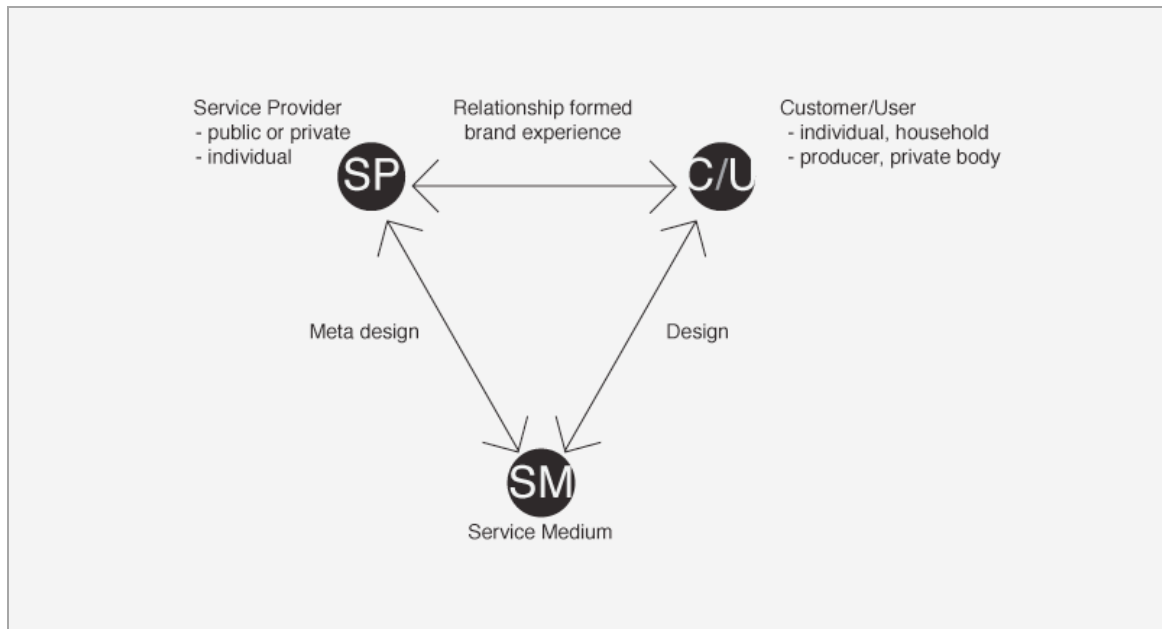 Service Provider
- public or private
- individual
Relationship formed
brand experience
Customer/User
- individual, household
- producer, private body
SP
C/U
Meta design
Design
SM
Service Medium